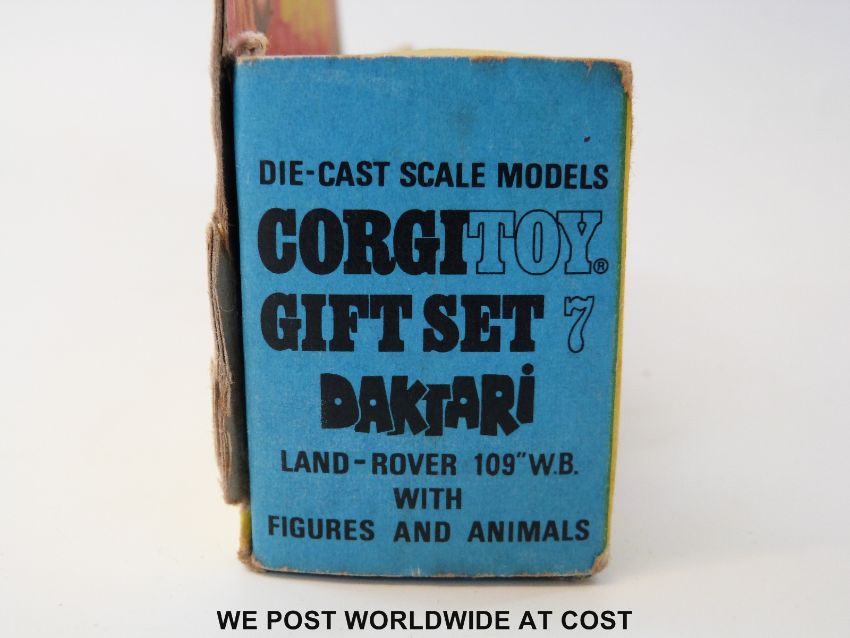 DIE-CAST SCALE MODELS
CORGITOY®
GIFT SET 7
DAKTARi
LAND-ROVER 109" W.B.
WITH
FIGURES AND ANIMALS
WE POST WORLDWIDE AT COST